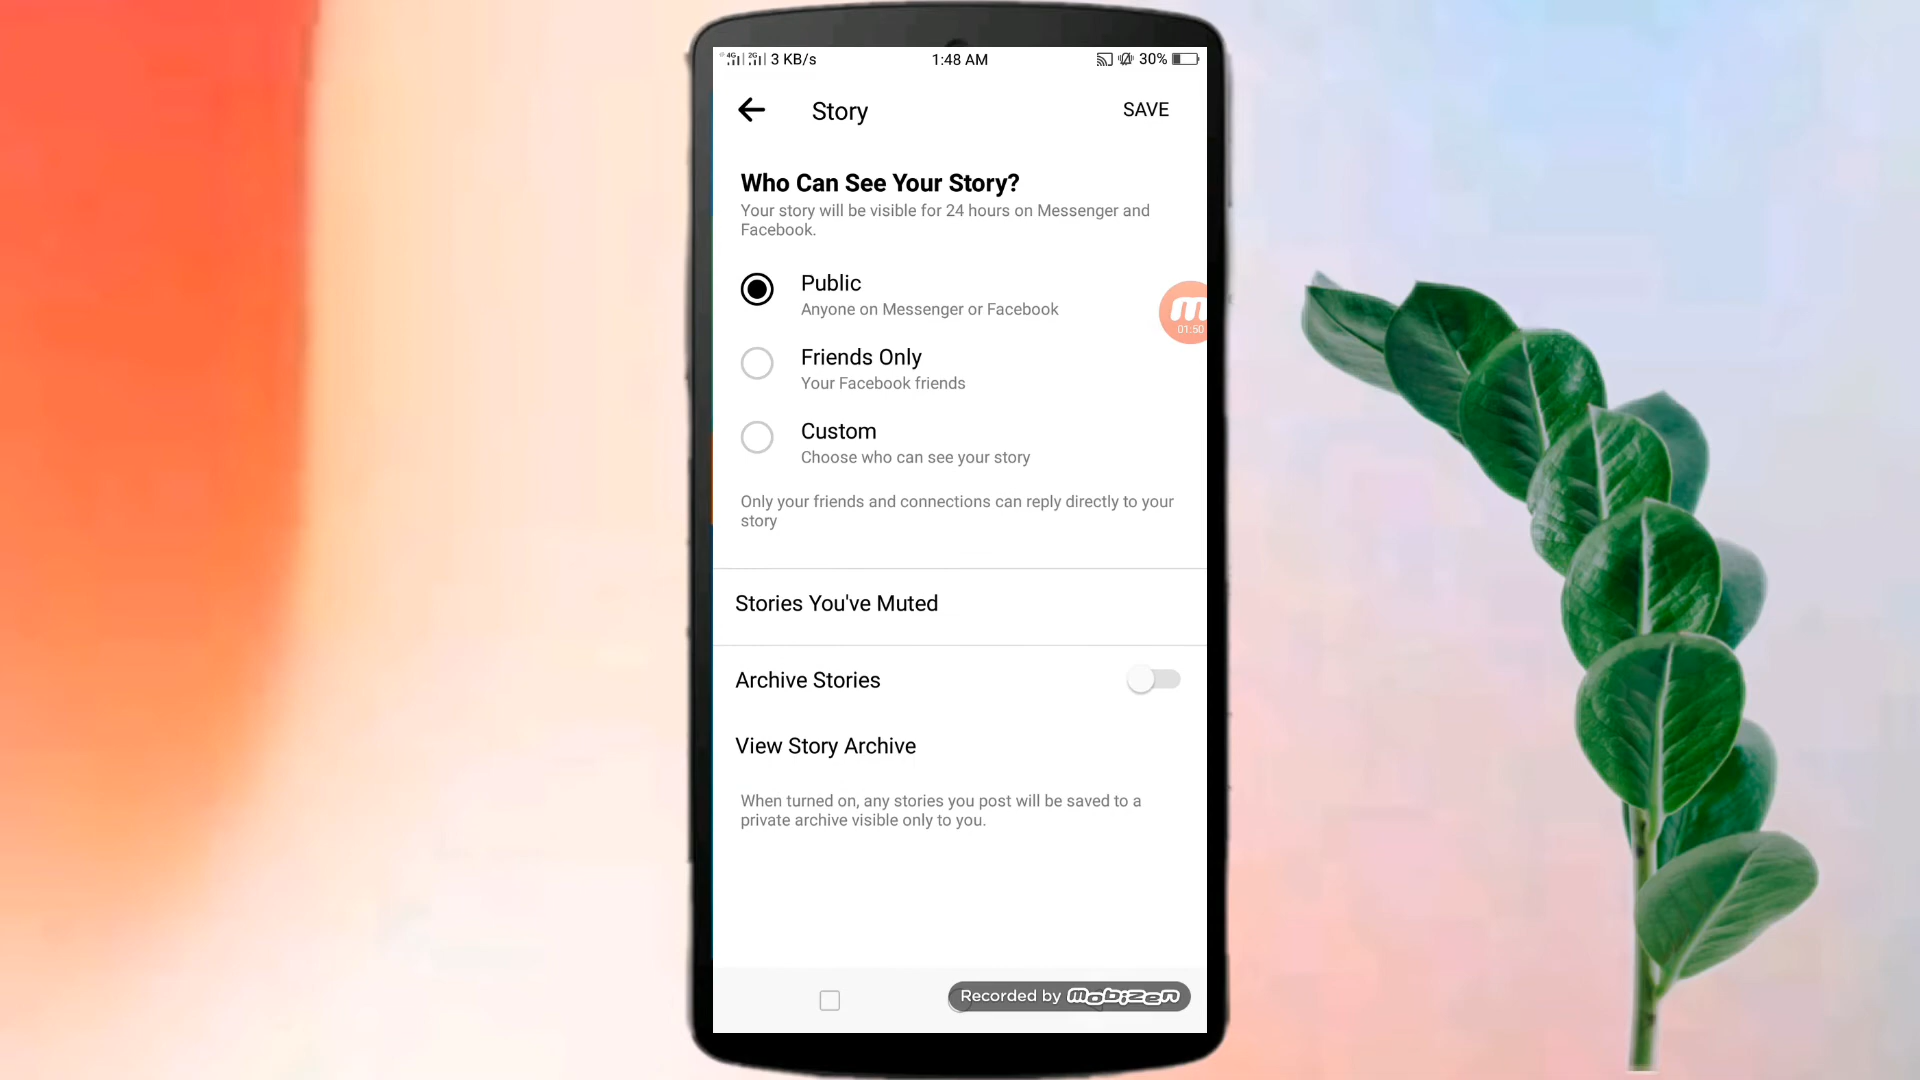 4G 2G 3 KB/s 1:48 AM 30%
Story SAVE
Who Can See Your Story?
Your story will be visible for 24 hours on Messenger and
Facebook.
Public
Anyone on Messenger or Facebook
m
01:50
Friends Only
Your Facebook friends
Custom
Choose who can see your story
Only your friends and connections can reply directly to your
story
Stories You've Muted
Archive Stories
View Story Archive
When turned on, any stories you post will be saved to a
private archive visible only to you.
Recorded by mobizen